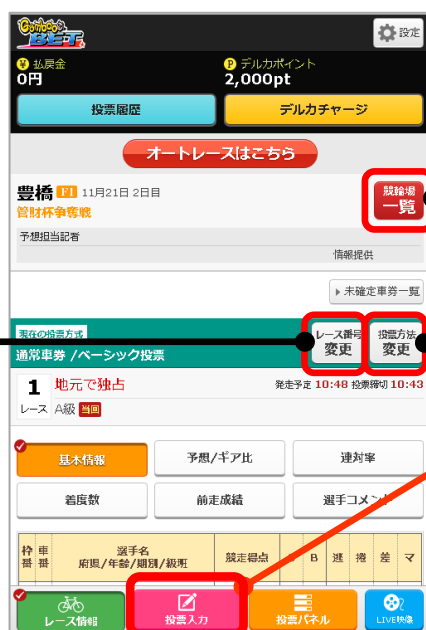 Gamboo
BET
設定
払戻金
0円
P デルカポイント
2,000pt
投票履歴
デルカチャージ
オートレースはこちら
豊橋 FI 11月21日 2日目
管財杯争奪戦
競輪場
一覧
予想担当記者
情報提供
未確定車券一覧
現在の投票方式
通常車券 /ベーシック投票
レース番号
変更
投票方法
変更
1 地元で独占
発走予定 10:48 投票締切 10:43
レース A級 当回
基本情報
予想/ギア比
連対率
着度数
前走成績
選手コメント
枠番
車番
選手名
府県/年齢/期別/級班
競走得点
B
逃
捲
差
マ
レース情報
投票入力
投票パネル
LIVE映像